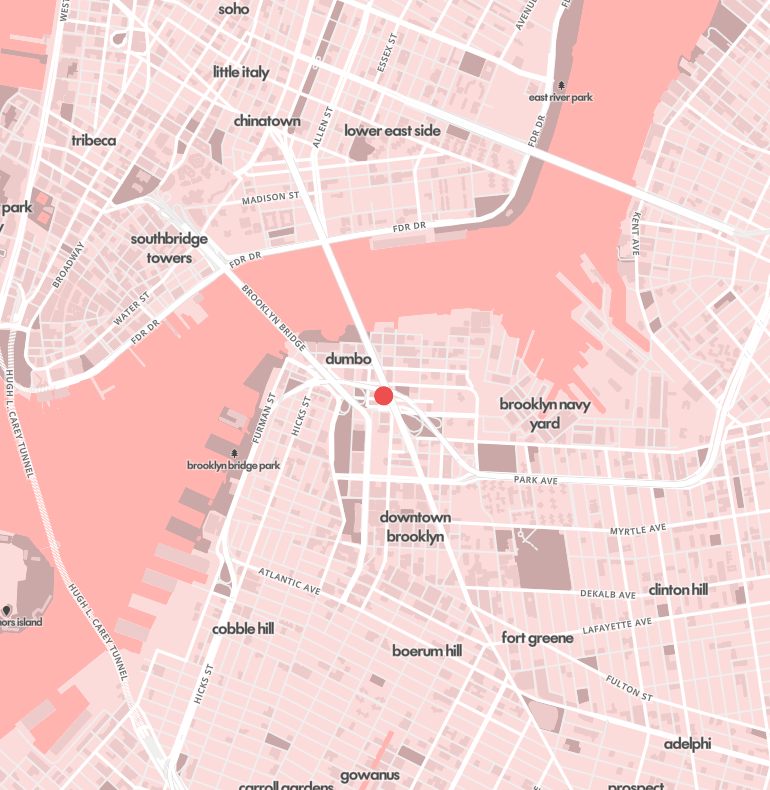 soho
WEST
AVENUE
ESSEX ST
little italy
east river park
chinatown
ALLEN ST
lower east side
FDR DR
tribeca
MADISON ST
park
KENT AVE
southbridge
towers
FDR DR
BROADWAY
FDR DR
WATER ST
FDR DR
BROOKLYN BRIDGE
dumbo
HUGH L. CAREY TUNNEL
FURMAN ST
HICKS ST
brooklyn navy
yard
brooklyn bridge park
PARK AVE
downtown
brooklyn
MYRTLE AVE
ATLANTIC AVE
DEKALB AVE
clinton hill
nors island
HUGH L. CAREY TUNNEL
cobble hill
LAFAYETTE AVE
fort greene
boerum hill
HICKS ST
FULTON ST
adelphi
gowanus
carroll gardens
prospect